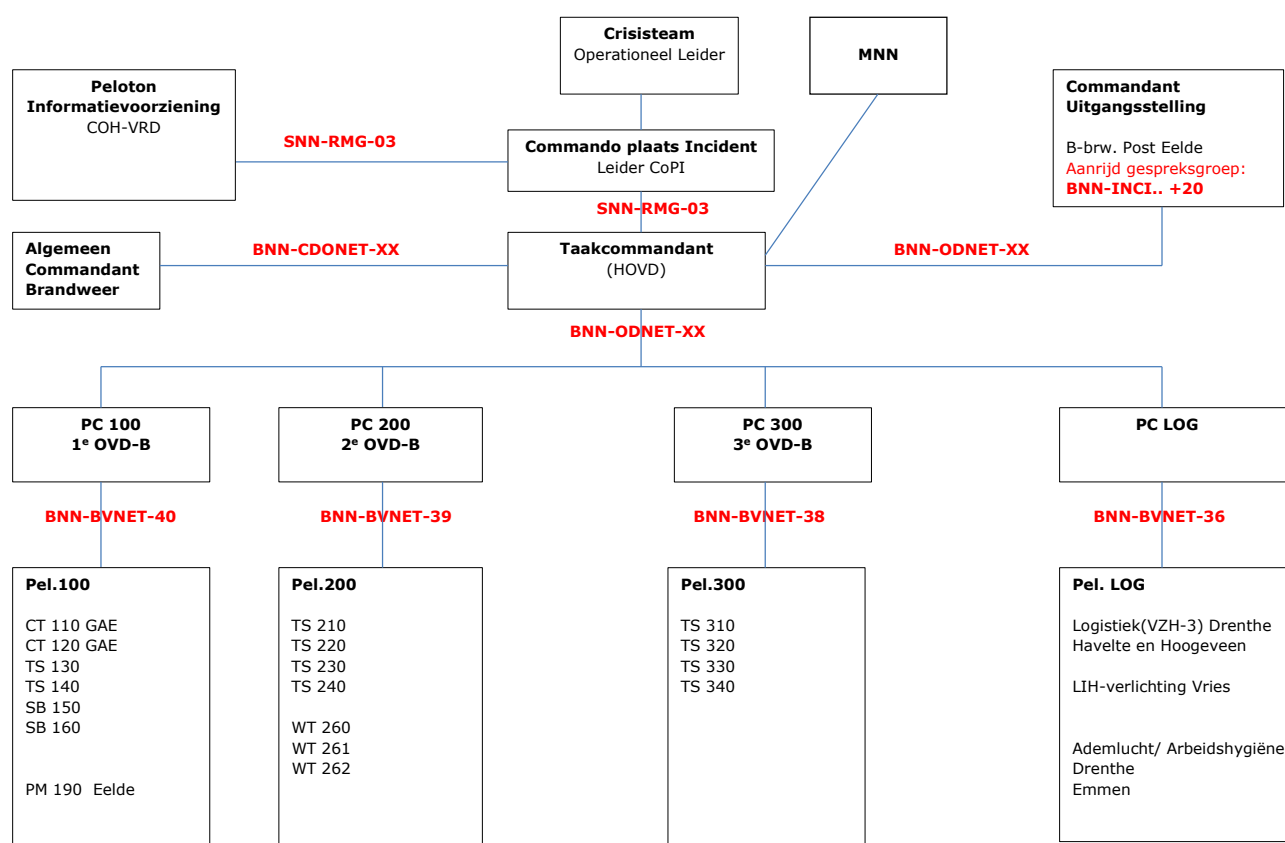 Crisisteam
Operationeel Leider
MNN
Peloton
Informatievoorziening
COH-VRD
Commandant
Uitgangsstelling
B-brw. Post Eelde
Aanrijd gespreksgroep:
BNN-INCI.. +20
SNN-RMG-03
Commando plaats Incident
Leider CoPI
SNN-RMG-03
Algemeen
Commandant
Brandweer
BNN-CDONET-XX
Taakcommandant
(HOVD)
BNN-ODNET-XX
BNN-ODNET-XX
PC 100
1e OVD-B
PC 200
2e OVD-B
PC 300
3e OVD-B
PC LOG
BNN-BVNET-40
BNN-BVNET-39
BNN-BVNET-38
BNN-BVNET-36
Pel.100
CT 110 GAE
CT 120 GAE
TS 130
TS 140
SB 150
SB 160
PM 190 Eelde
Pel.200
TS 210
TS 220
TS 230
TS 240
WT 260
WT 261
WT 262
Pel.300
TS 310
TS 320
TS 330
TS 340
Pel. LOG
Logistiek(VZH-3) Drenthe
Havelte en Hoogeveen
LIH-verlichting Vries
Ademlucht/ Arbeidshygiëne
Drenthe
Emmen